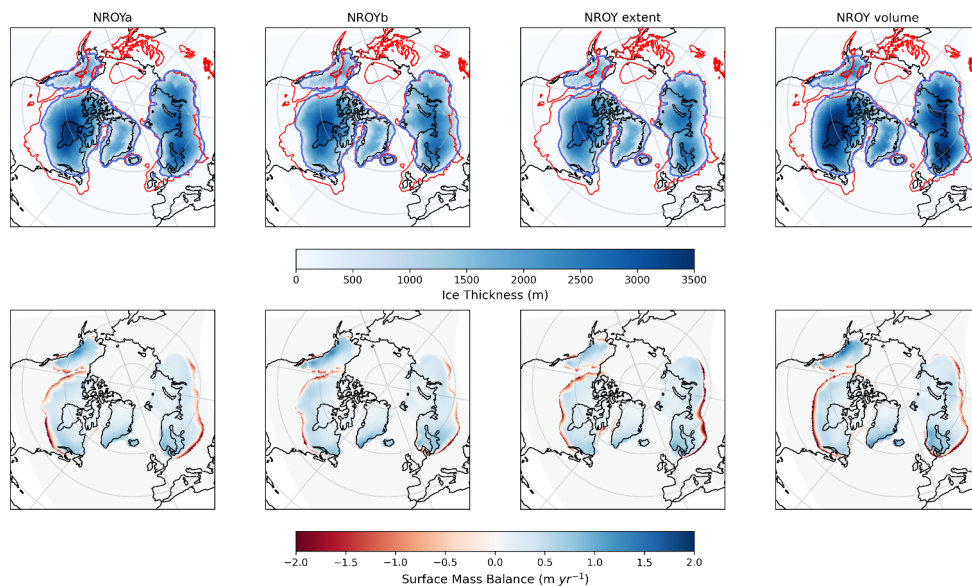 NROYa NROYb NROY extent NROY volume
0 500 1000 1500 2000 2500 3000 3500
Ice Thickness (m)
−2.0 −1.5 −1.0 −0.5 0.0 0.5 1.0 1.5 2.0
Surface Mass Balance (m yr⁻¹)